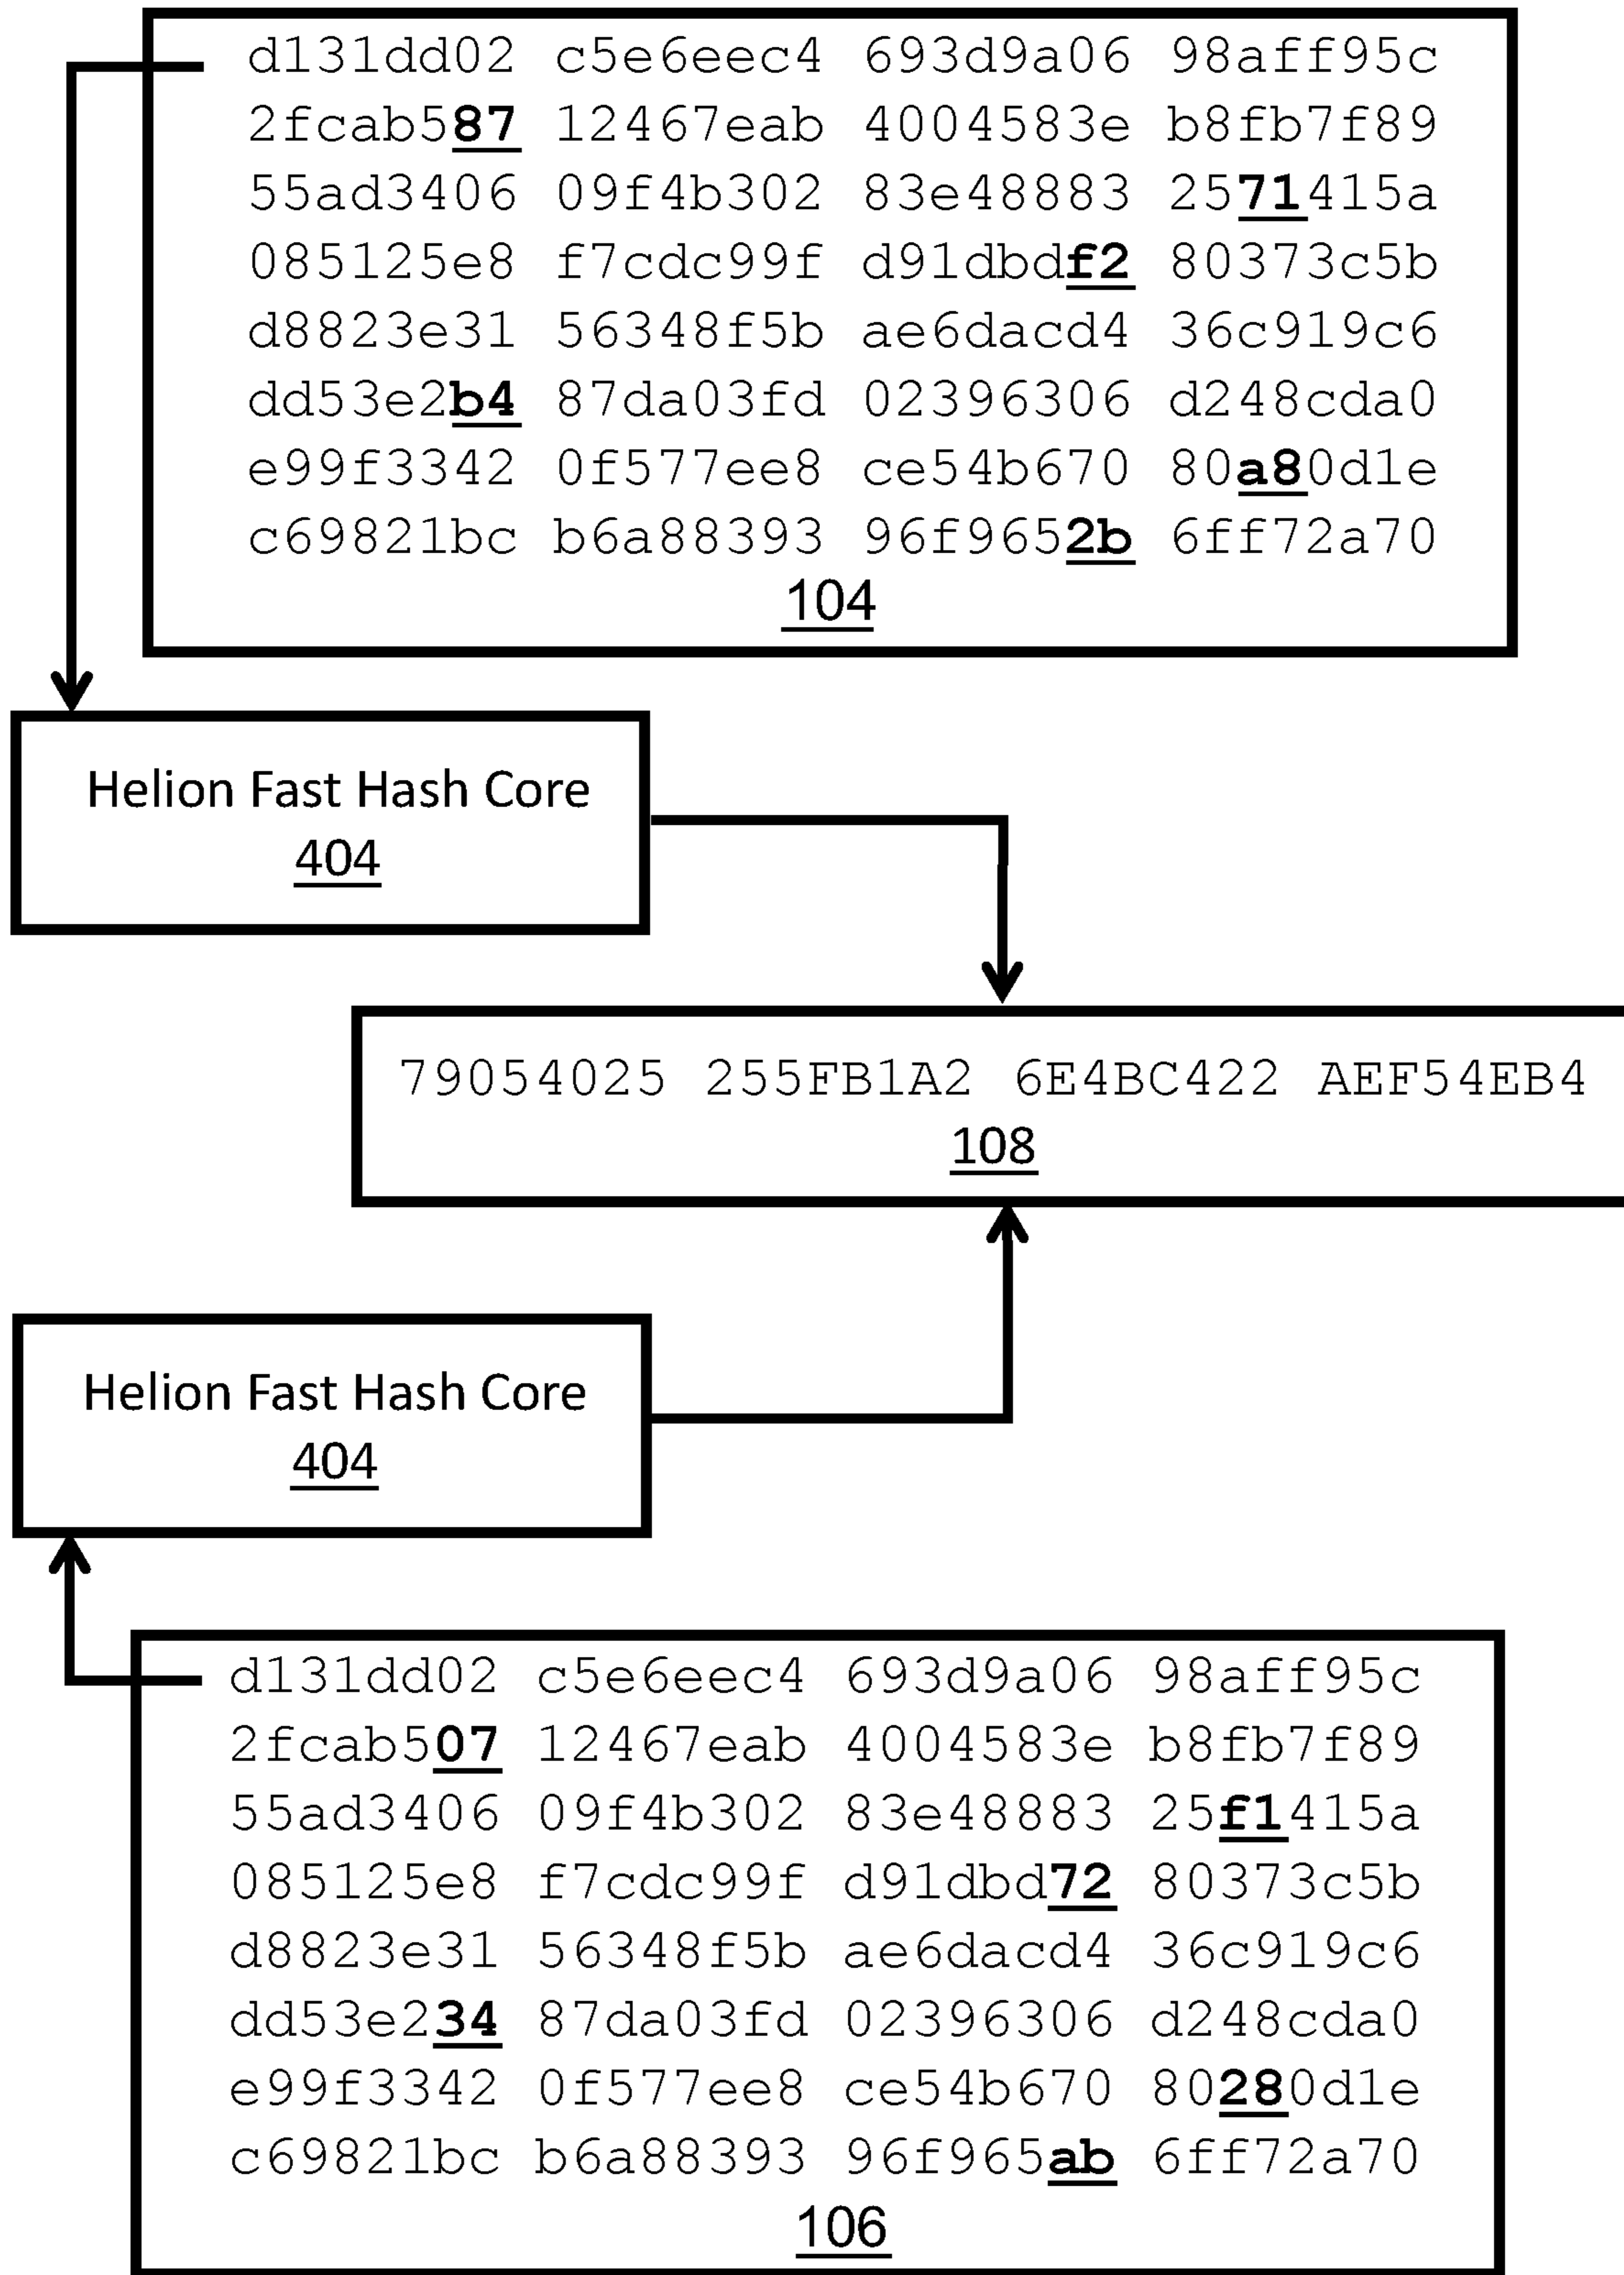 d131dd02 c5e6eec4 693d9a06 98aff95c
2fcab587 12467eab 4004583e b8fb7f89
55ad3406 09f4b302 83e48883 2571415a
085125e8 f7cdc99f d91dbdf2 80373c5b
d8823e31 56348f5b ae6dacd4 36c919c6
dd53e2b4 87da03fd 02396306 d248cda0
e99f3342 0f577ee8 ce54b670 80a80d1e
c69821bc b6a88393 96f9652b 6ff72a70
104
Helion Fast Hash Core
404
79054025 255FB1A2 6E4BC422 AEF54EB4
108
Helion Fast Hash Core
404
d131dd02 c5e6eec4 693d9a06 98aff95c
2fcab507 12467eab 4004583e b8fb7f89
55ad3406 09f4b302 83e48883 25f1415a
085125e8 f7cdc99f d91dbd72 80373c5b
d8823e31 56348f5b ae6dacd4 36c919c6
dd53e234 87da03fd 02396306 d248cda0
e99f3342 0f577ee8 ce54b670 80280d1e
c69821bc b6a88393 96f965ab 6ff72a70
106